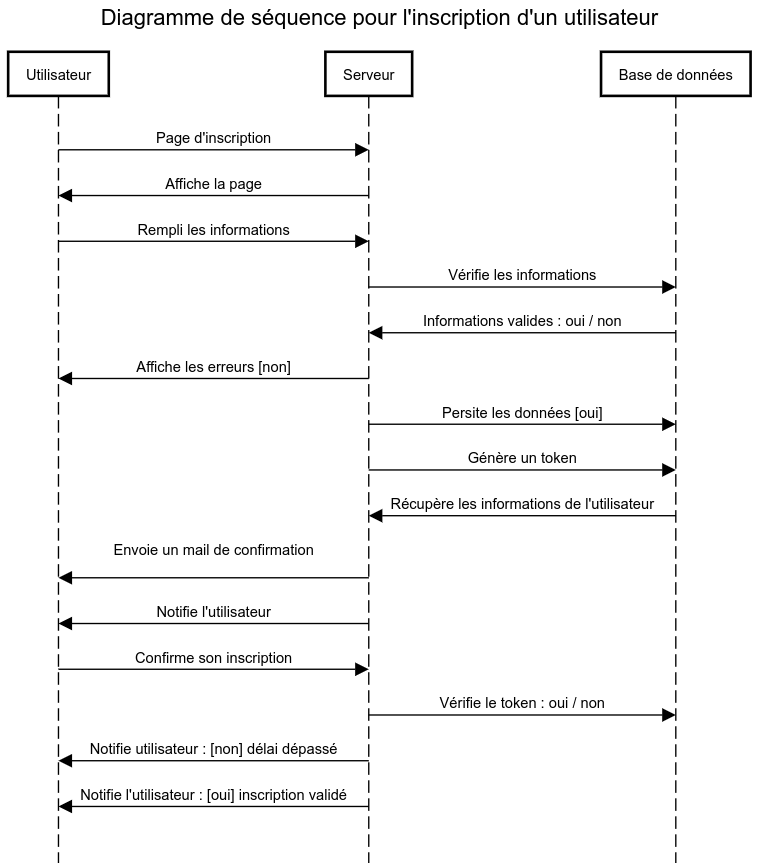 Diagramme de séquence pour l'inscription d'un utilisateur
Utilisateur
Serveur
Base de données
Page d'inscription
Affiche la page
Rempli les informations
Vérifie les informations
Informations valides : oui / non
Affiche les erreurs [non]
Persite les données [oui]
Génère un token
Récupère les informations de l'utilisateur
Envoie un mail de confirmation
Notifie l'utilisateur
Confirme son inscription
Vérifie le token : oui / non
Notifie utilisateur : [non] délai dépassé
Notifie l'utilisateur : [oui] inscription validé